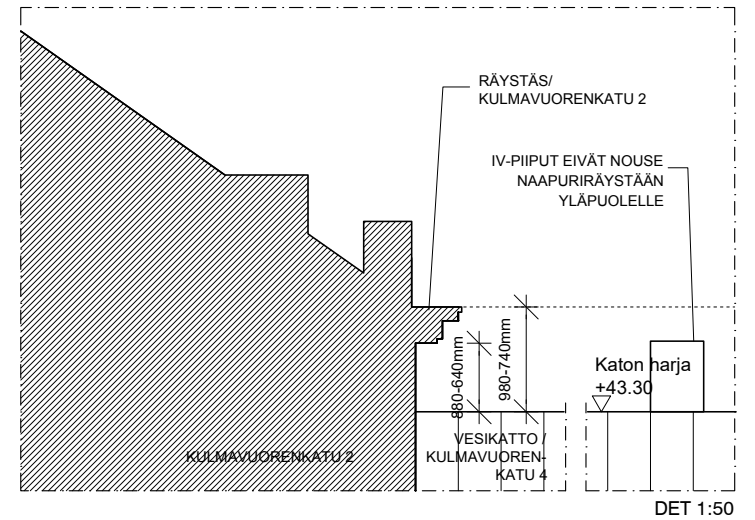 RÄYSTÄS/
KULMAVUORENKATU 2
IV-PIIPUT EIVÄT NOUSE
NAAPURIRÄYSTÄÄN
YLÄPUOLELLE
880-640mm
980-740mm
Katon harja
+43.30
KULMAVUORENKATU 2
VESIKATTO /
KULMAVUOREN-
KATU 4
DET 1:50